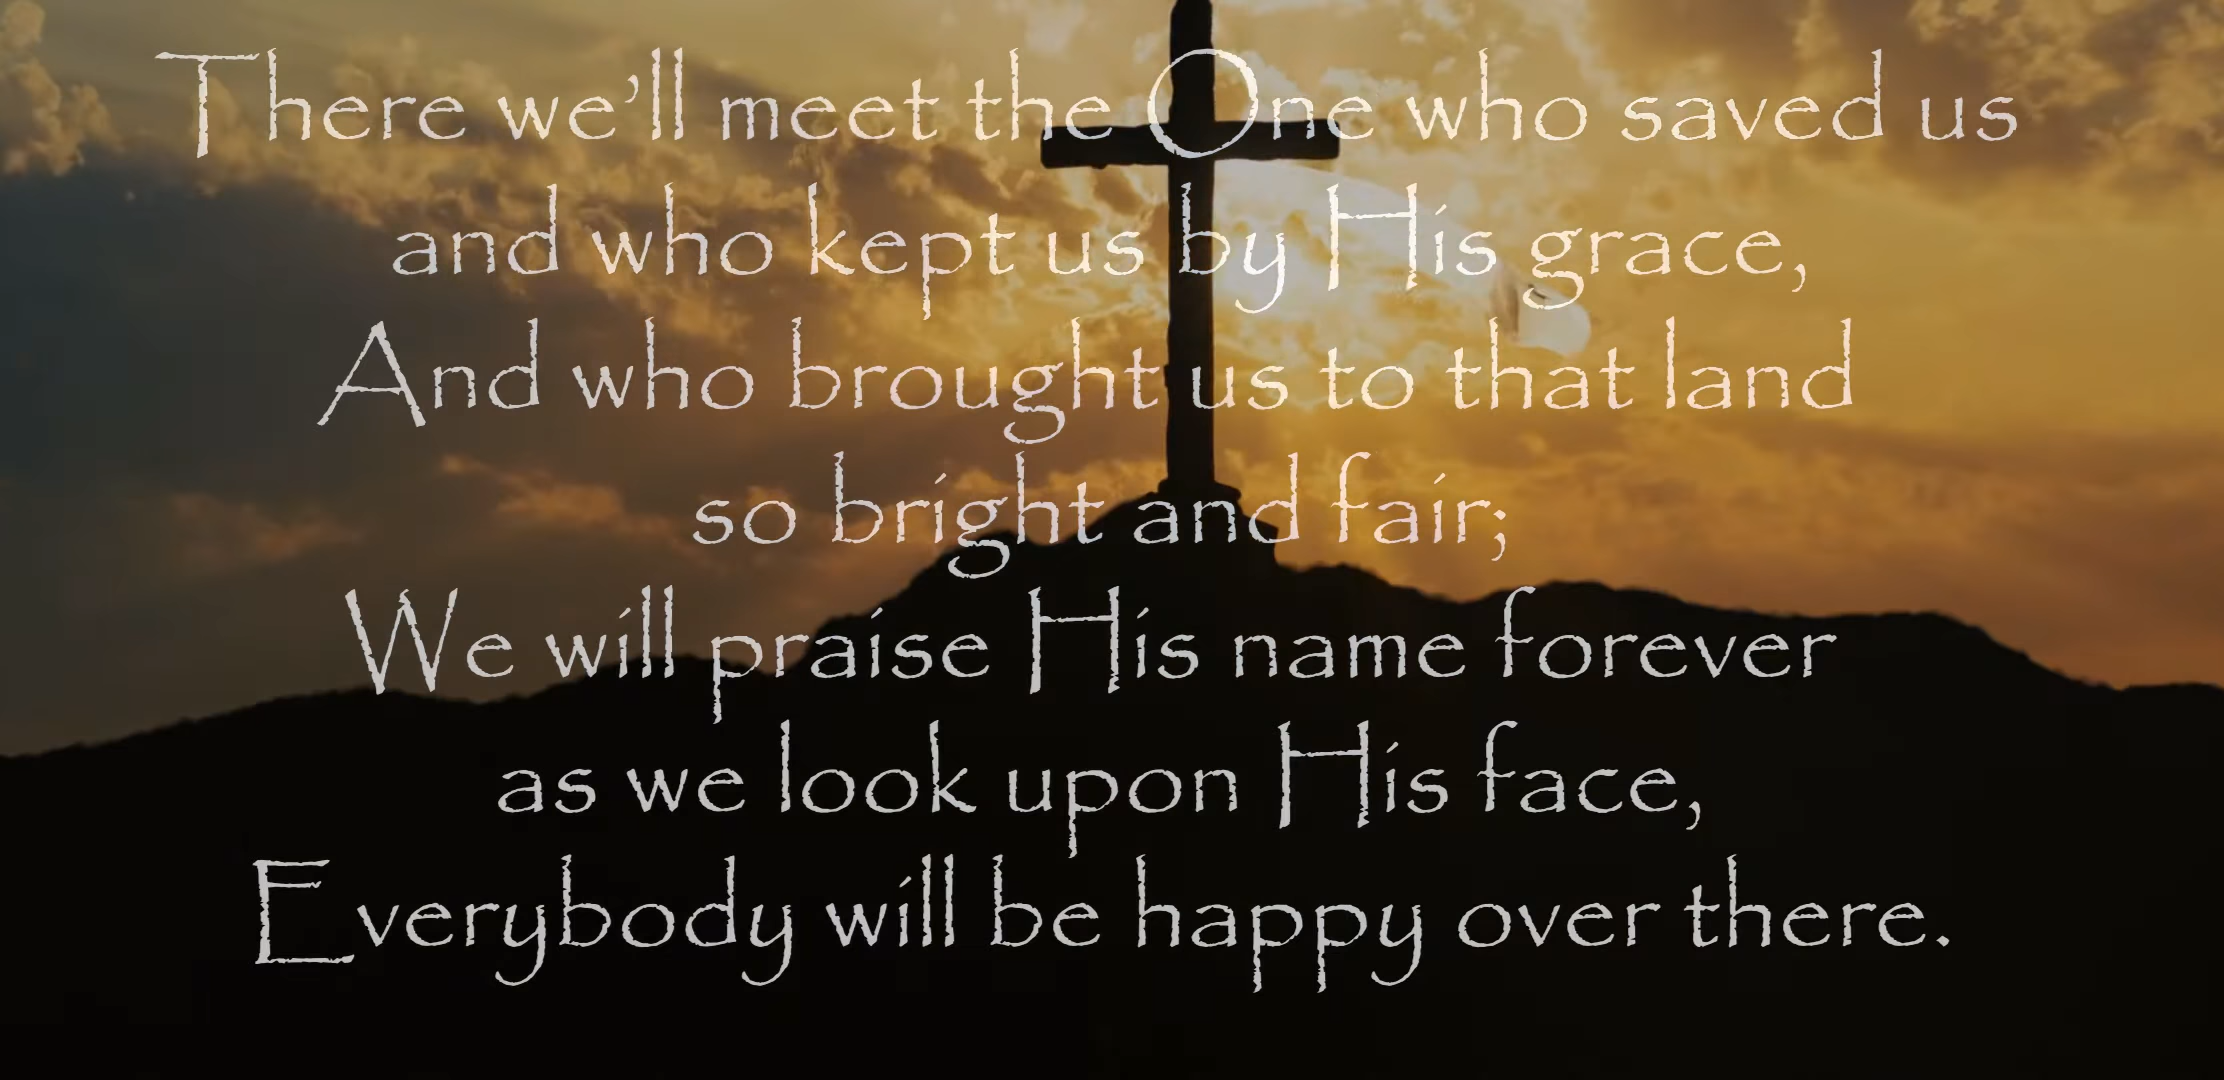 There we’ll meet the One who saved us
and who kept us by His grace,
And who brought us to that land
so bright and fair;
We will praise His name forever
as we look upon His face,
Everybody will be happy over there.